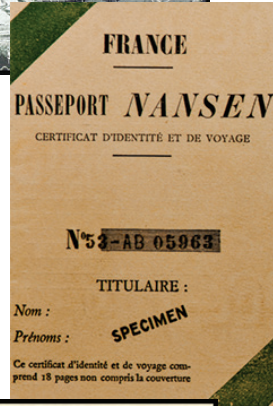 FRANCE
PASSEPORT NANSEN
CERTIFICAT D'IDENTITÉ ET DE VOYAGE
Nº53-AB 05963
TITULAIRE :
Nom :
Prénoms :
SPECIMEN
Ce certificat d'identité et de voyage com-
prend 18 pages non compris la couverture